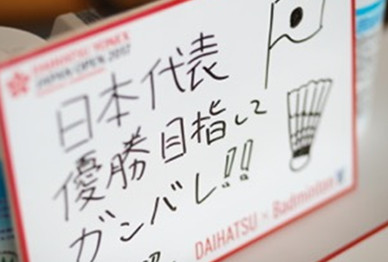 DAIHATSU YONEX
JAPAN OPEN 2017
日本代表
優勝目指して
ガンバレ!!
DAIHATSU × Badminton